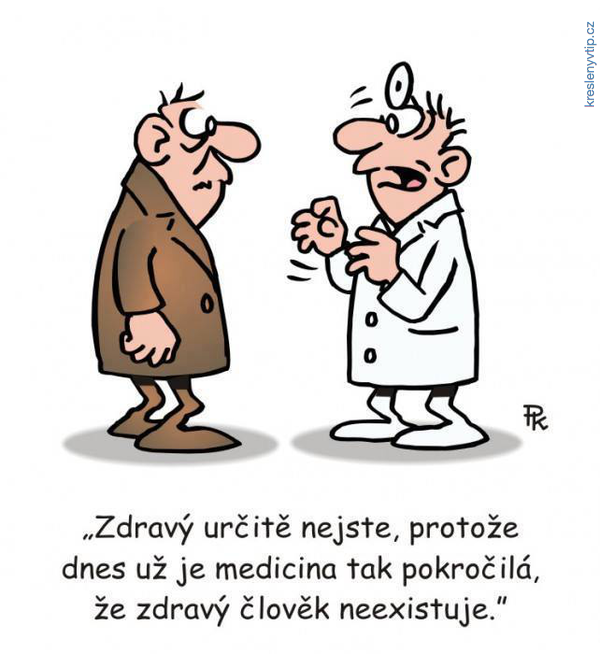 kreslenyvtip.cz
PK
„Zdravý určitě nejste, protože
dnes už je medicina tak pokročilá,
že zdravý člověk neexistuje.”